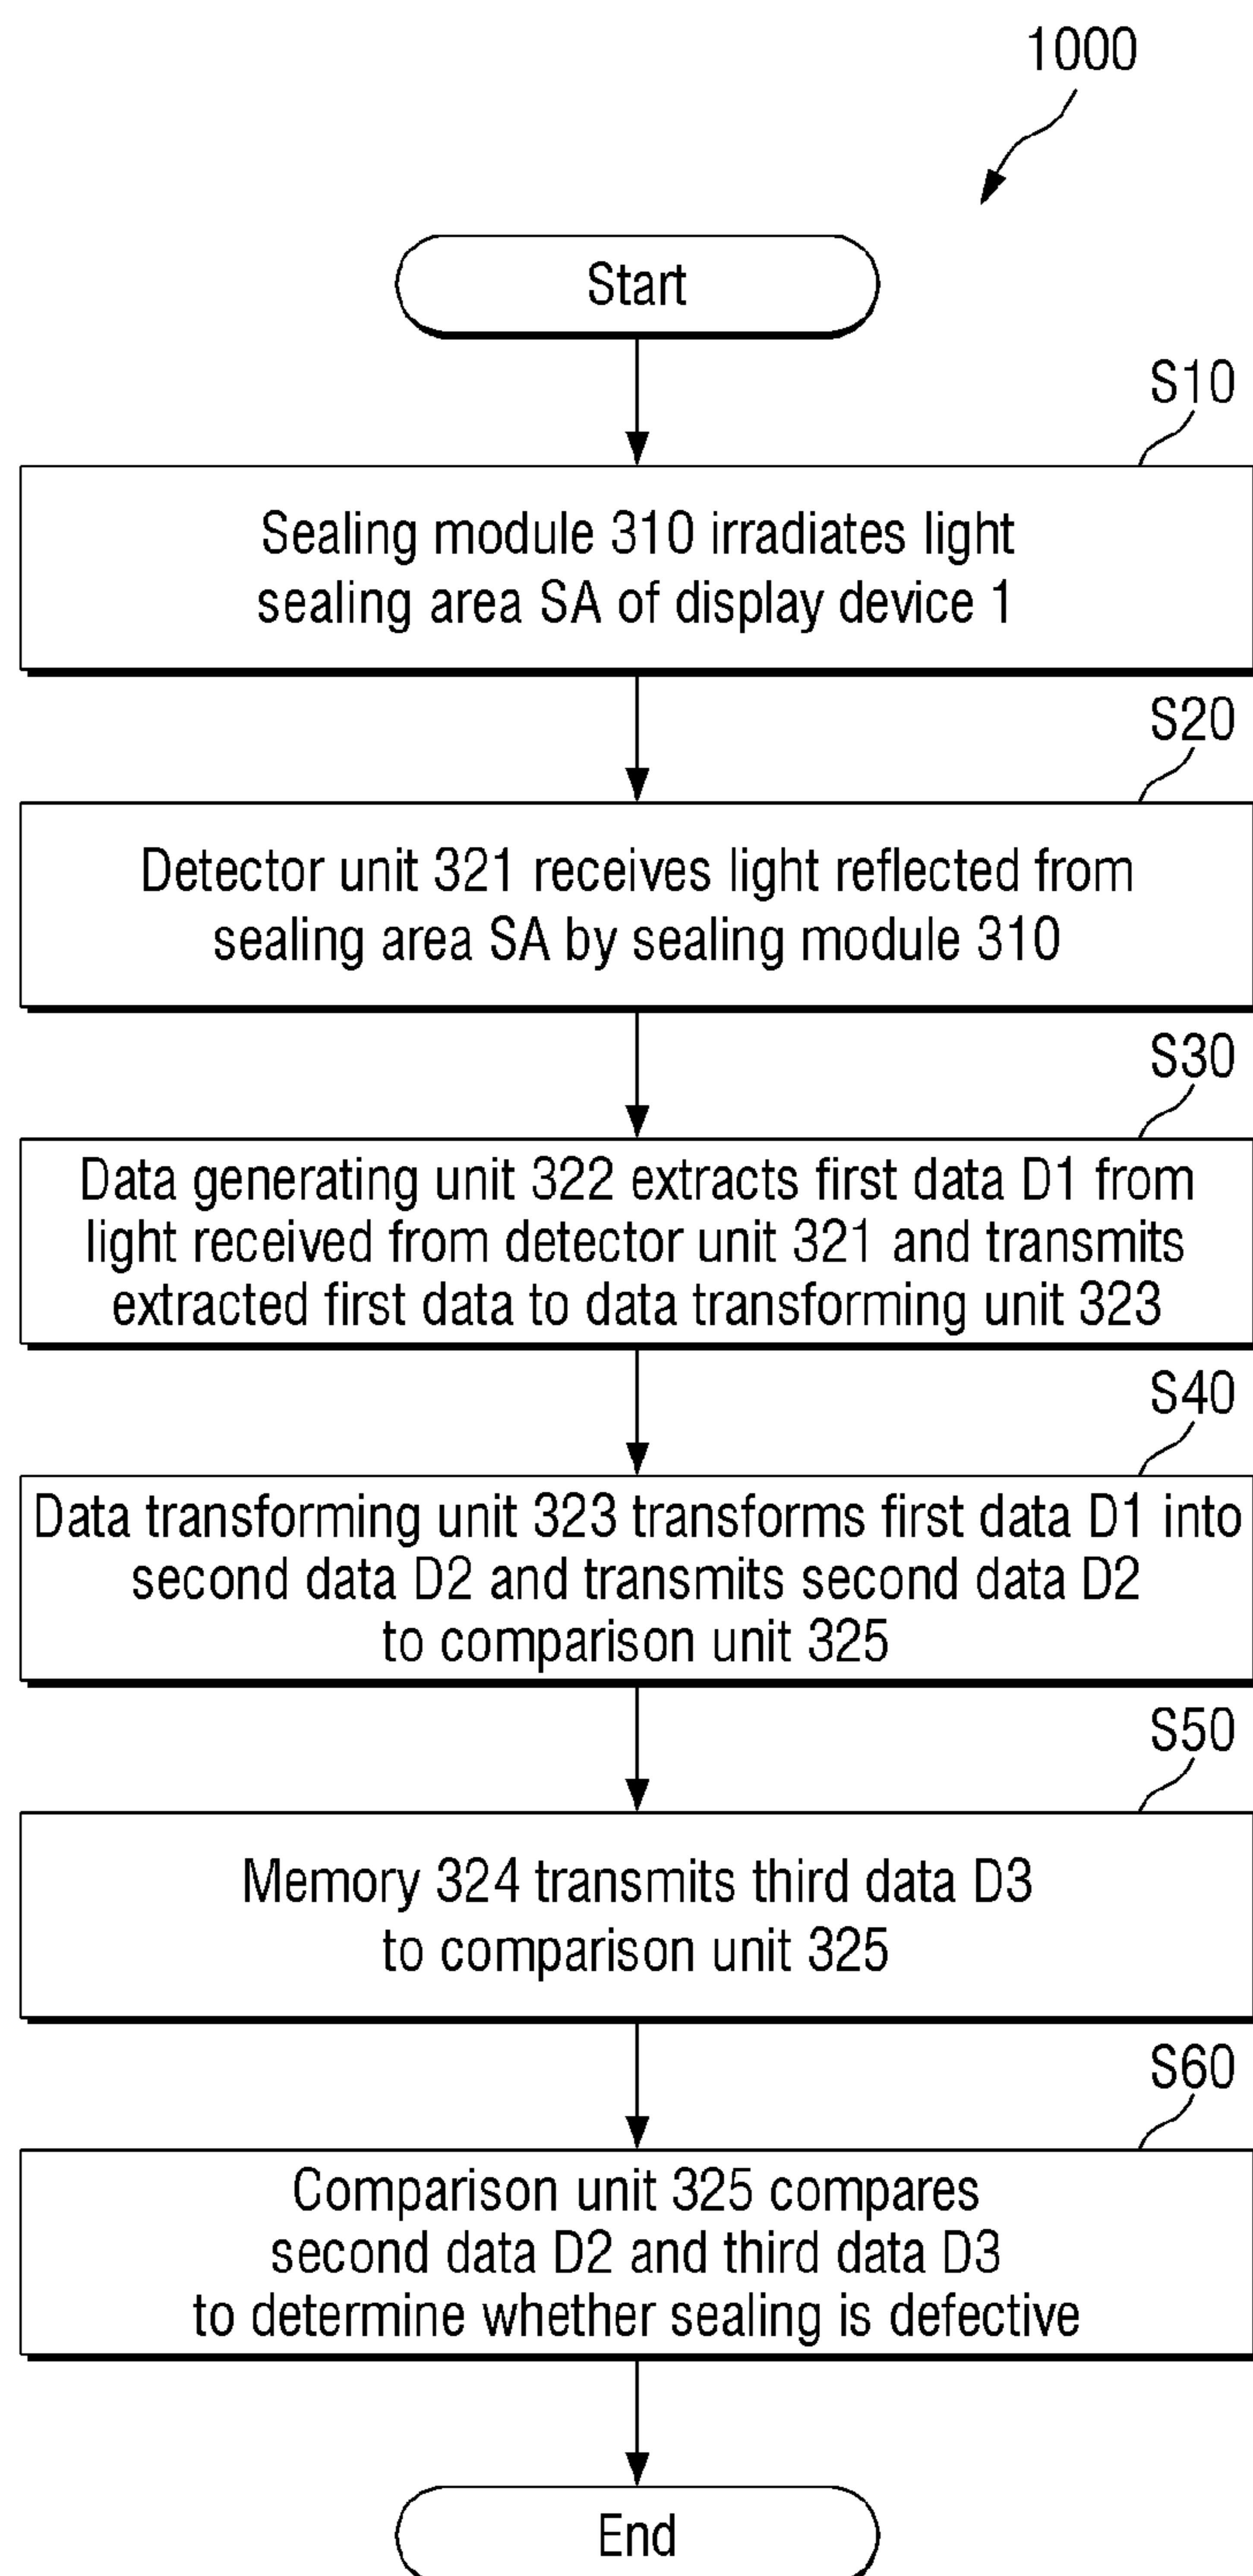 1000
Start
S10
Sealing module 310 irradiates light
sealing area SA of display device 1
S20
Detector unit 321 receives light reflected from
sealing area SA by sealing module 310
S30
Data generating unit 322 extracts first data D1 from
light received from detector unit 321 and transmits
extracted first data to data transforming unit 323
S40
Data transforming unit 323 transforms first data D1 into
second data D2 and transmits second data D2
to comparison unit 325
S50
Memory 324 transmits third data D3
to comparison unit 325
S60
Comparison unit 325 compares
second data D2 and third data D3
to determine whether sealing is defective
End